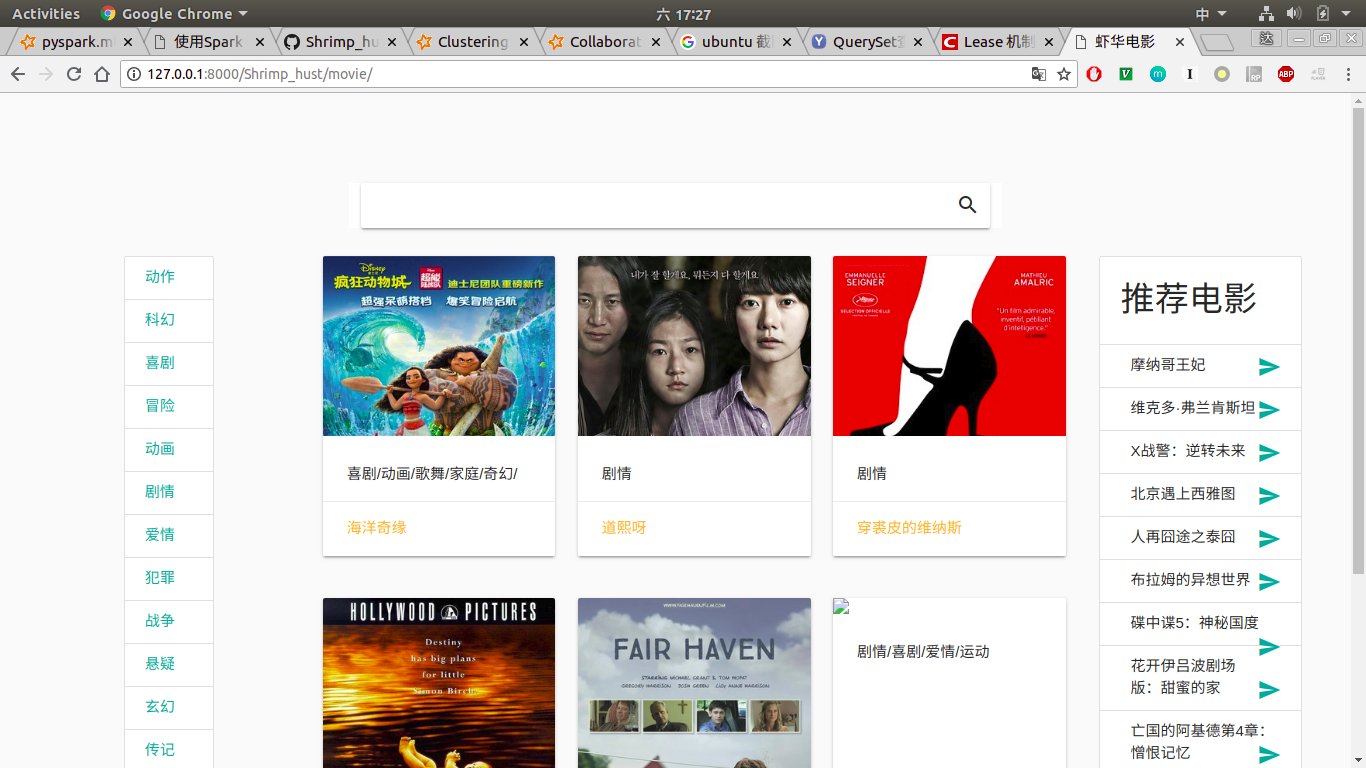 Activities
Google Chrome
六 17:27
中
pyspark.m
使用Spark
Shrimp_hu
Clustering
Collaborat
ubuntu 截
QuerySet
Lease 机制
虾华电影
达
127.0.0.1:8000/Shrimp_hust/movie/
ABP
动作
科幻
喜剧
冒险
动画
剧情
爱情
犯罪
战争
悬疑
玄幻
传记
Disney
疯狂动物城
超能陆战队
迪士尼团队重磅新作
超强呆萌搭档 爆笑冒险启航
喜剧/动画/歌舞/家庭/奇幻/
海洋奇缘
내가 잘 할게요, 뭐든지 다 할게요.
剧情
道熙呀
EMMANUELLE
SEIGNER
MATHIEU
AMALRIC
SELECTION OFFICIELLE
"Un film admirable,
inventif, pétillant
d'intelligence."
剧情
穿裘皮的维纳斯
HOLLYWOOD PICTURES
Destiny
has big plans
for little
Simon Birch.
FAIR HAVEN
剧情/喜剧/爱情/运动
推荐电影
摩纳哥王妃
维克多·弗兰肯斯坦
X战警：逆转未来
北京遇上西雅图
人再囧途之泰囧
布拉姆的异想世界
碟中谍5：神秘国度
花开伊吕波剧场
版：甜蜜的家
亡国的阿基德第4章：
憎恨记忆